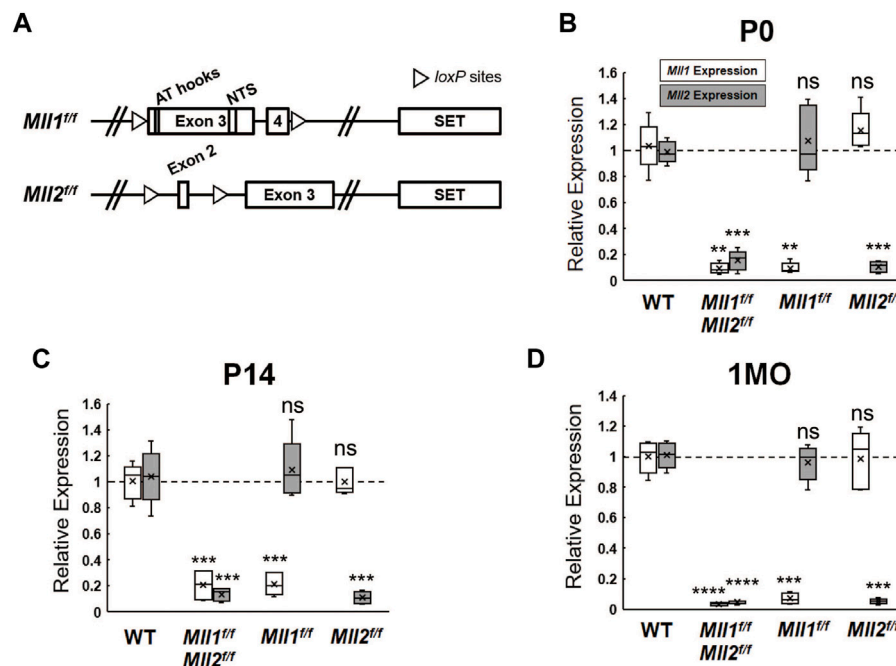 A
AT hooks
NTS
loxP sites
Mll1f/f
Exon 3
4
SET
Exon 2
Mll2f/f
Exon 3
SET
B
P0
Mll1 Expression
Mll2 Expression
Relative Expression
1.6
1.4
1.2
1
0.8
0.6
0.4
0.2
0
ns
ns
**
***
**
***
WT
Mll1f/f
Mll2f/f
Mll1f/f
Mll2f/f
C
P14
Relative Expression
1.6
1.4
1.2
1
0.8
0.6
0.4
0.2
0
ns
ns
***
***
***
***
WT
Mll1f/f
Mll2f/f
Mll1f/f
Mll2f/f
D
1MO
Relative Expression
1.4
1.2
1
0.8
0.6
0.4
0.2
0
ns
ns
****
****
***
***
WT
Mll1f/f
Mll2f/f
Mll1f/f
Mll2f/f